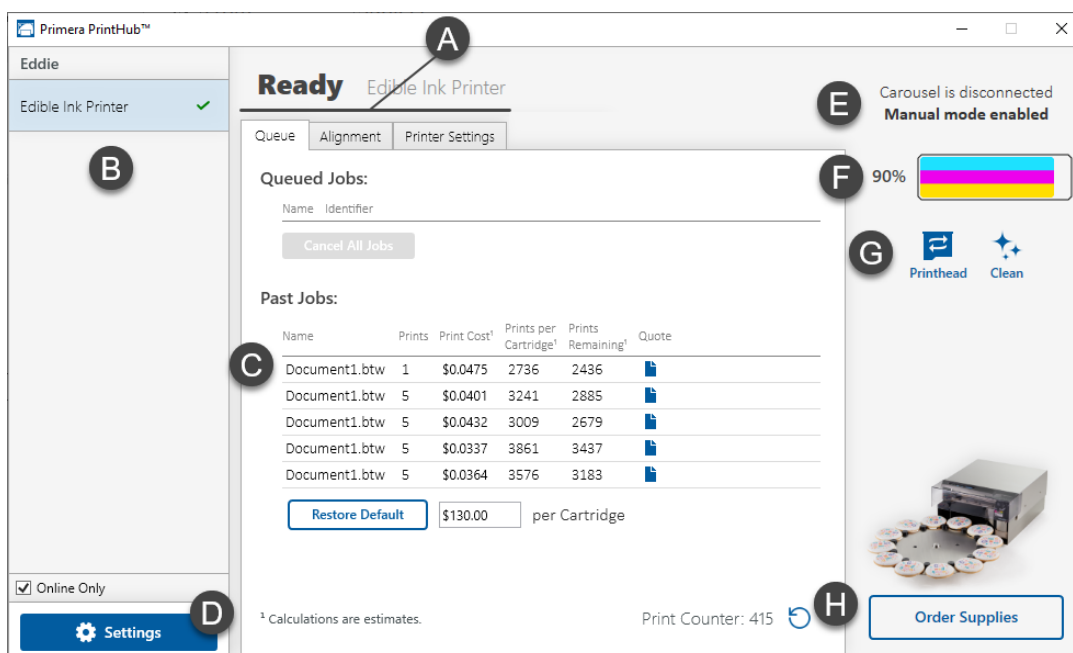 Primera PrintHub™
A
Eddie
Edible Ink Printer
B
Online Only
D
Settings
Ready Edible Ink Printer
Queue Alignment Printer Settings
Queued Jobs:
Name Identifier
Cancel All Jobs
Past Jobs:
Name Prints Print Cost¹ Prints per Cartridge¹ Prints Remaining¹ Quote
C
Document1.btw 1 $0.0475 2736 2436
Document1.btw 5 $0.0401 3241 2885
Document1.btw 5 $0.0432 3009 2679
Document1.btw 5 $0.0337 3861 3437
Document1.btw 5 $0.0364 3576 3183
Restore Default $130.00 per Cartridge
¹ Calculations are estimates.
Print Counter: 415
E
Carousel is disconnected
Manual mode enabled
F
90%
G
Printhead Clean
H
Order Supplies